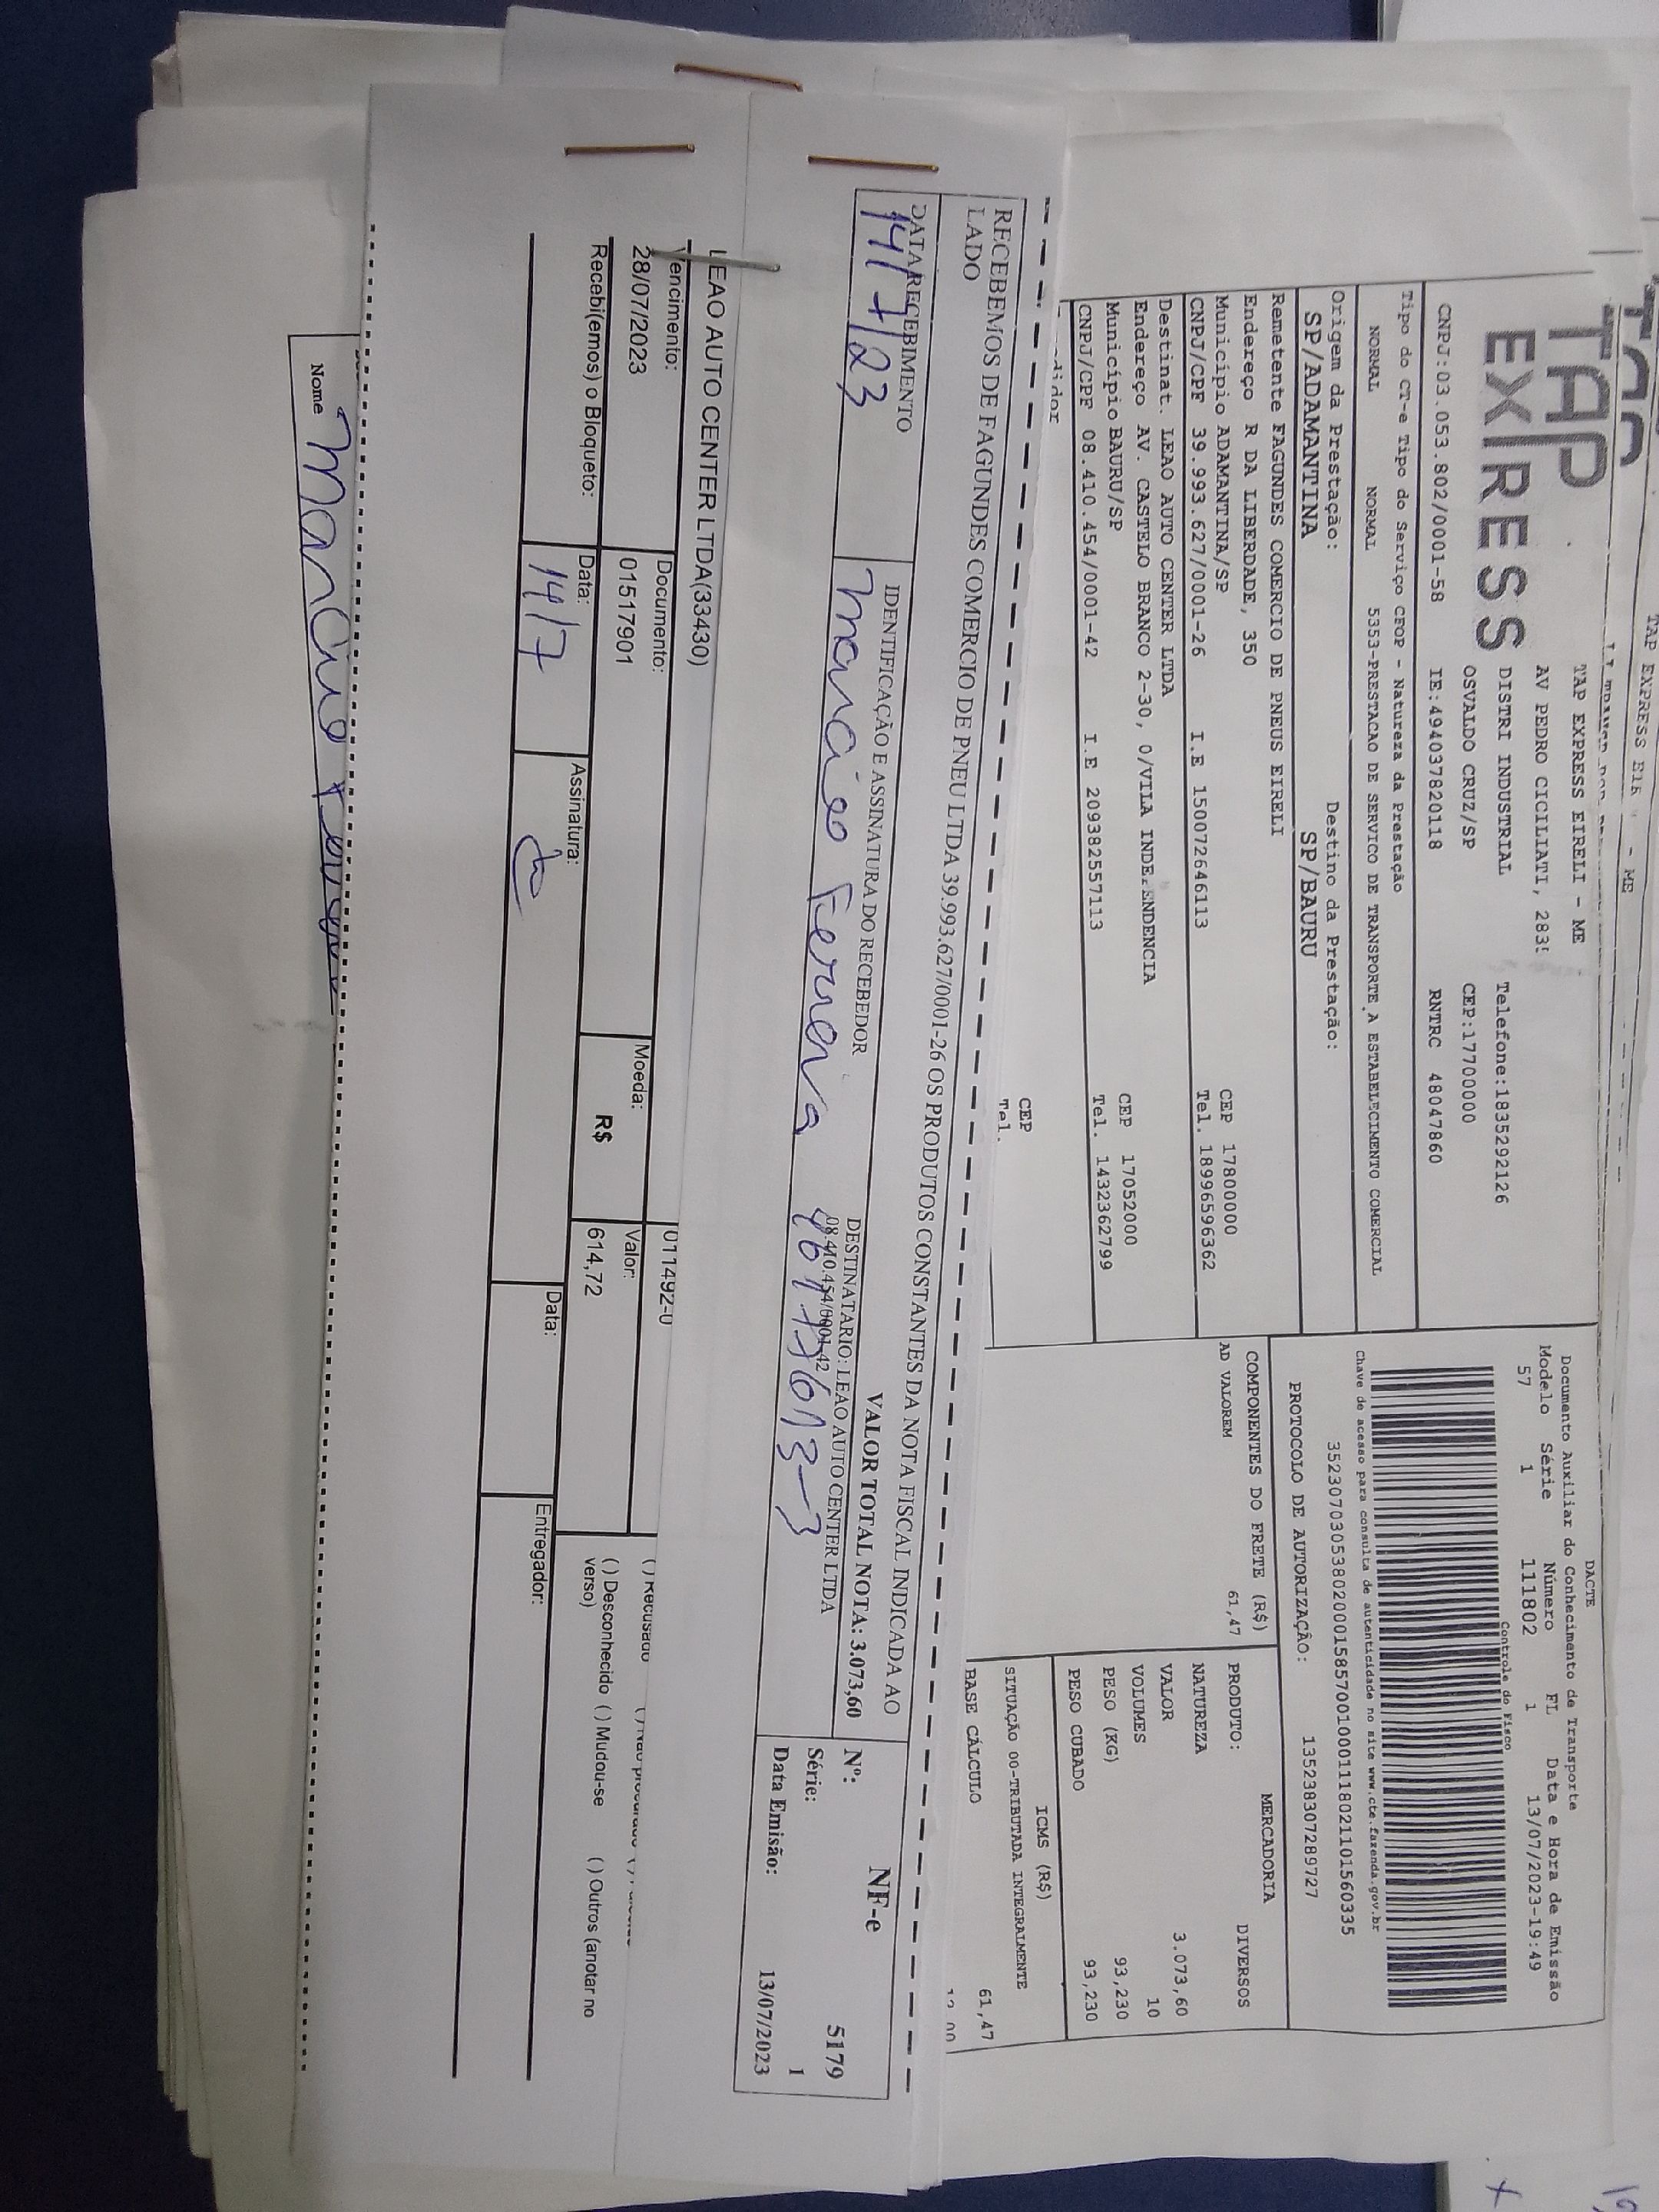 TAP EXPRESS EIR - ME
TAP
EXPRESS
TAP EXPRESS EIRELI - ME
AV PEDRO CICILIATI, 283
DISTRI INDUSTRIAL
Telefone:1835292126
OSVALDO CRUZ/SP
CEP:17700000
CNPJ:03.053.802/0001-58
IE:494037820118
RNTRC 48047860
Tipo do CT-e Tipo do Serviço CFOP - Natureza da Prestação
NORMAL NORMAL 5353-PRESTACAO DE SERVICO DE TRANSPORTE A ESTABELECIMENTO COMERCIAL
Origem da Prestação:
Destino da Prestação:
SP/ADAMANTINA
SP/BAURU
Remetente FAGUNDES COMERCIO DE PNEUS EIRELI
Endereço R DA LIBERDADE, 350
Município ADAMANTINA/SP
CEP 17800000
CNPJ/CPF 39.993.627/0001-26
I.E 150072646113
Tel. 18996596362
Destinat. LEAO AUTO CENTER LTDA
Endereço AV. CASTELO BRANCO 2-30, 0/VILA INDEPENDENCIA
Município BAURU/SP
CEP 17052000
CNPJ/CPF 08.410.454/0001-42
I.E 209382557113
Tel. 1432362799
CEP
Tel.
DACTE
Documento Auxiliar do Conhecimento de Transporte
Modelo Série Número FL Data e Hora de Emissão
57 1 111802 1 13/07/2023-19:49
Controle do Fisco
Chave de acesso para consulta de autenticidade no site www.cte.fazenda.gov.br
35230703053802000158570010001118021101560335
PROTOCOLO DE AUTORIZAÇÃO:
135238307289727
COMPONENTES DO FRETE (R$)
AD VALOREM 61,47
MERCADORIA
PRODUTO: DIVERSOS
NATUREZA
VALOR 3.073,60
VOLUMES 10
PESO (KG) 93,230
PESO CUBADO 93,230
ICMS (R$)
SITUAÇÃO 00-TRIBUTADA INTEGRALMENTE
BASE CÁLCULO 61,47
RECEBEMOS DE FAGUNDES COMERCIO DE PNEU LTDA 39.993.627/0001-26 OS PRODUTOS CONSTANTES DA NOTA FISCAL INDICADA AO
LADO
VALOR TOTAL NOTA: 3.073,60
DATA RECEBIMENTO
14/7/23
IDENTIFICAÇÃO E ASSINATURA DO RECEBEDOR
Marcio Ferreira
DESTINATARIO: LEAO AUTO CENTER LTDA
08.410.454/0001-42
NF-e
Nº: 5179
Série: 1
Data Emissão: 13/07/2023
LEAO AUTO CENTER LTDA(33430)
011492-0
Vencimento:
28/07/2023
Documento:
01517901
Moeda:
R$
Valor:
614,72
( ) Recusado
( ) Desconhecido ( ) Mudou-se ( ) Outros (anotar no
verso)
Recebi(emos) o Bloqueto:
Data:
14/7
Assinatura:
Data:
Entregador:
Nome Marcio